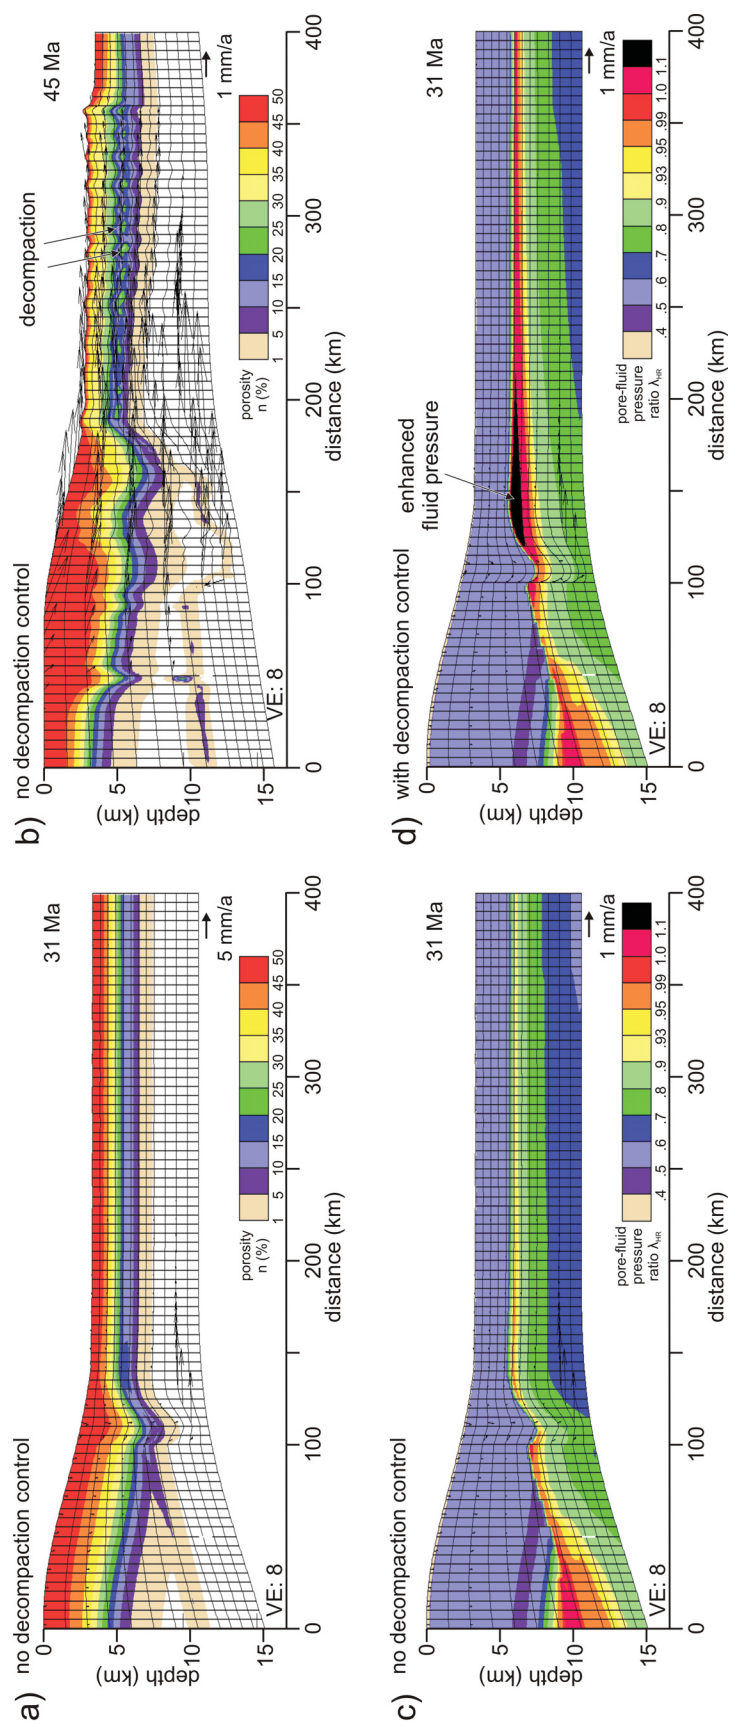 a)
no decompaction control
31 Ma
0
5
10
15
depth (km)
VE: 8
5 mm/a
porosity
n (%)
1 5 10 15 20 25 30 35 40 45 50
0 100 200 300 400
distance (km)
b)
no decompaction control
45 Ma
decompaction
0
5
10
15
depth (km)
VE: 8
1 mm/a
porosity
n (%)
1 5 10 15 20 25 30 35 40 45 50
0 100 200 300 400
distance (km)
c)
no decompaction control
31 Ma
0
5
10
15
depth (km)
VE: 8
1 mm/a
pore-fluid
pressure
ratio λHR
.4 .5 .6 .7 .8 .9 .93 .95 .99 1.0 1.1
0 100 200 300 400
distance (km)
d)
with decompaction control
31 Ma
enhanced
fluid pressure
0
5
10
15
depth (km)
VE: 8
1 mm/a
pore-fluid
pressure
ratio λHR
.4 .5 .6 .7 .8 .9 .93 .95 .99 1.0 1.1
0 100 200 300 400
distance (km)